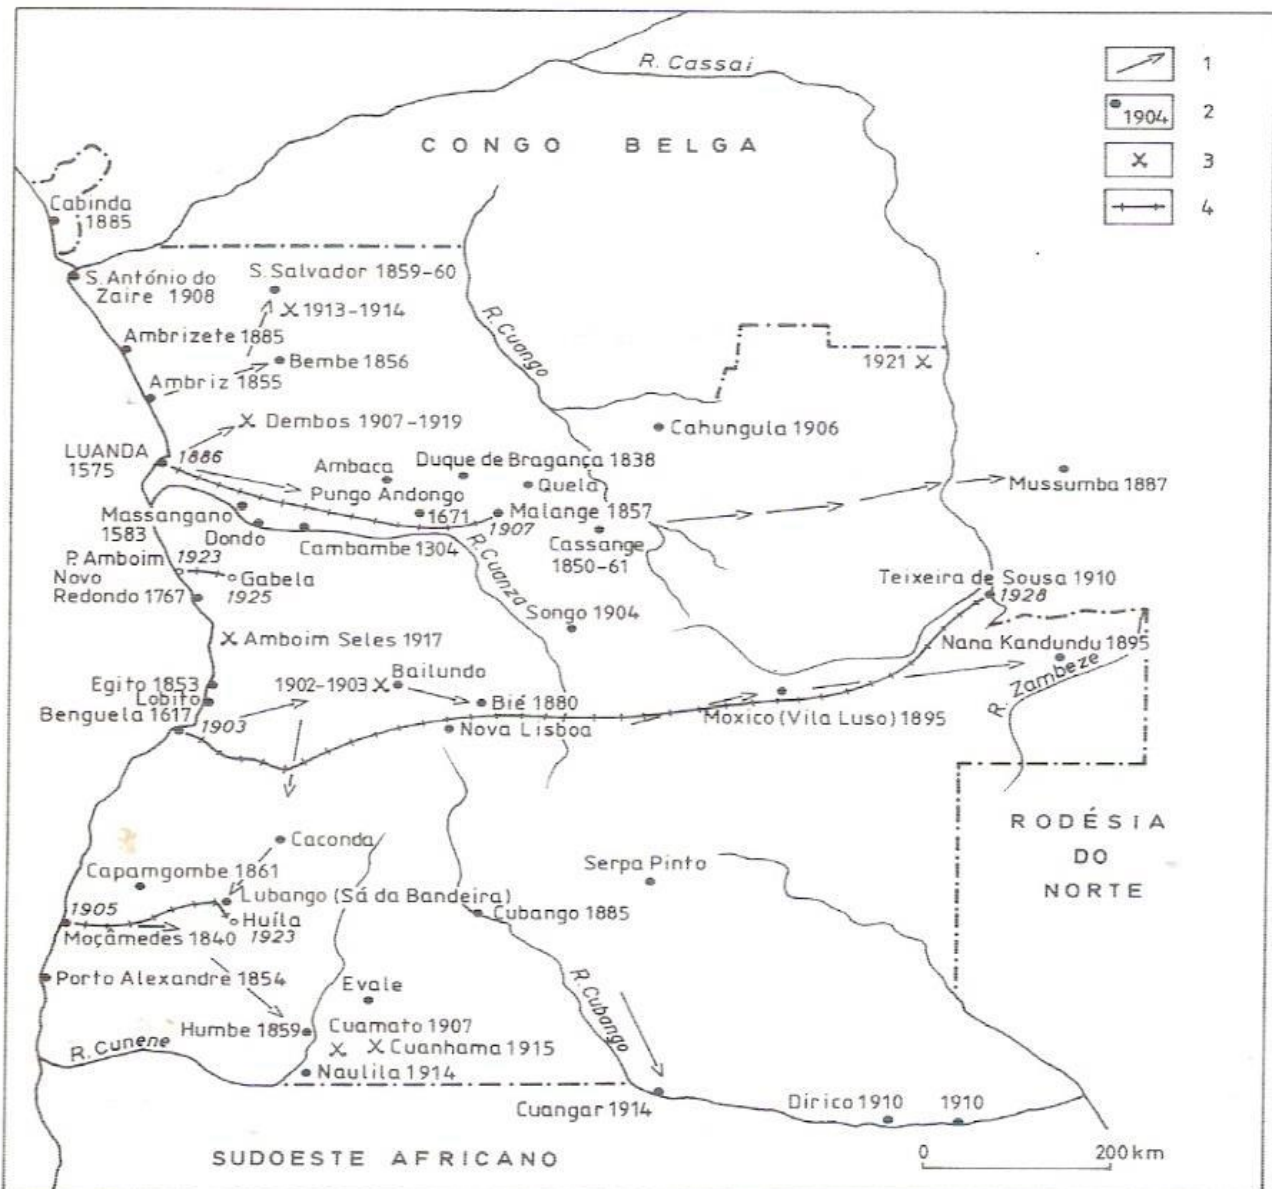 R. Cassai
1
1904
2
3
4
CONGO BELGA
Cabinda
1885
S. António do
Zaire 1908
S. Salvador 1859-60
1913-1914
R. Cuango
Ambrizete 1885
Bembe 1856
1921
Ambriz 1855
Dembos 1907-1919
Cahungula 1906
LUANDA
1575
1886
Ambaca
Duque de Bragança 1838
Quela
Mussumba 1887
Pungo Andongo
1671
Malange 1857
1907
Massangano
1583
Dondo
Cambambe 1304
Cassange
1850-61
R. Cuanza
P. Amboim
1923
Gabela
1925
Novo
Redondo 1767
Teixeira de Sousa 1910
1928
Songo 1904
Amboim Seles 1917
Nana Kandundu 1895
R. Zambeze
Egito 1853
1902-1903
Bailundo
Lobito
Benguela 1617
1903
Bié 1880
Nova Lisboa
Moxico (Vila Luso) 1895
RODÉSIA
DO
NORTE
Caconda
Capamgombe 1861
Serpa Pinto
Lubango (Sá da Bandeira)
1905
Huíla
1923
Moçâmedes 1840
Cubango 1885
Porto Alexandre 1854
Evale
R. Cubango
Humbe 1859
Cuamato 1907
Cuanhama 1915
R. Cunene
Naulila 1914
Cuangar 1914
Dirico 1910
1910
SUDOESTE AFRICANO
0
200 km